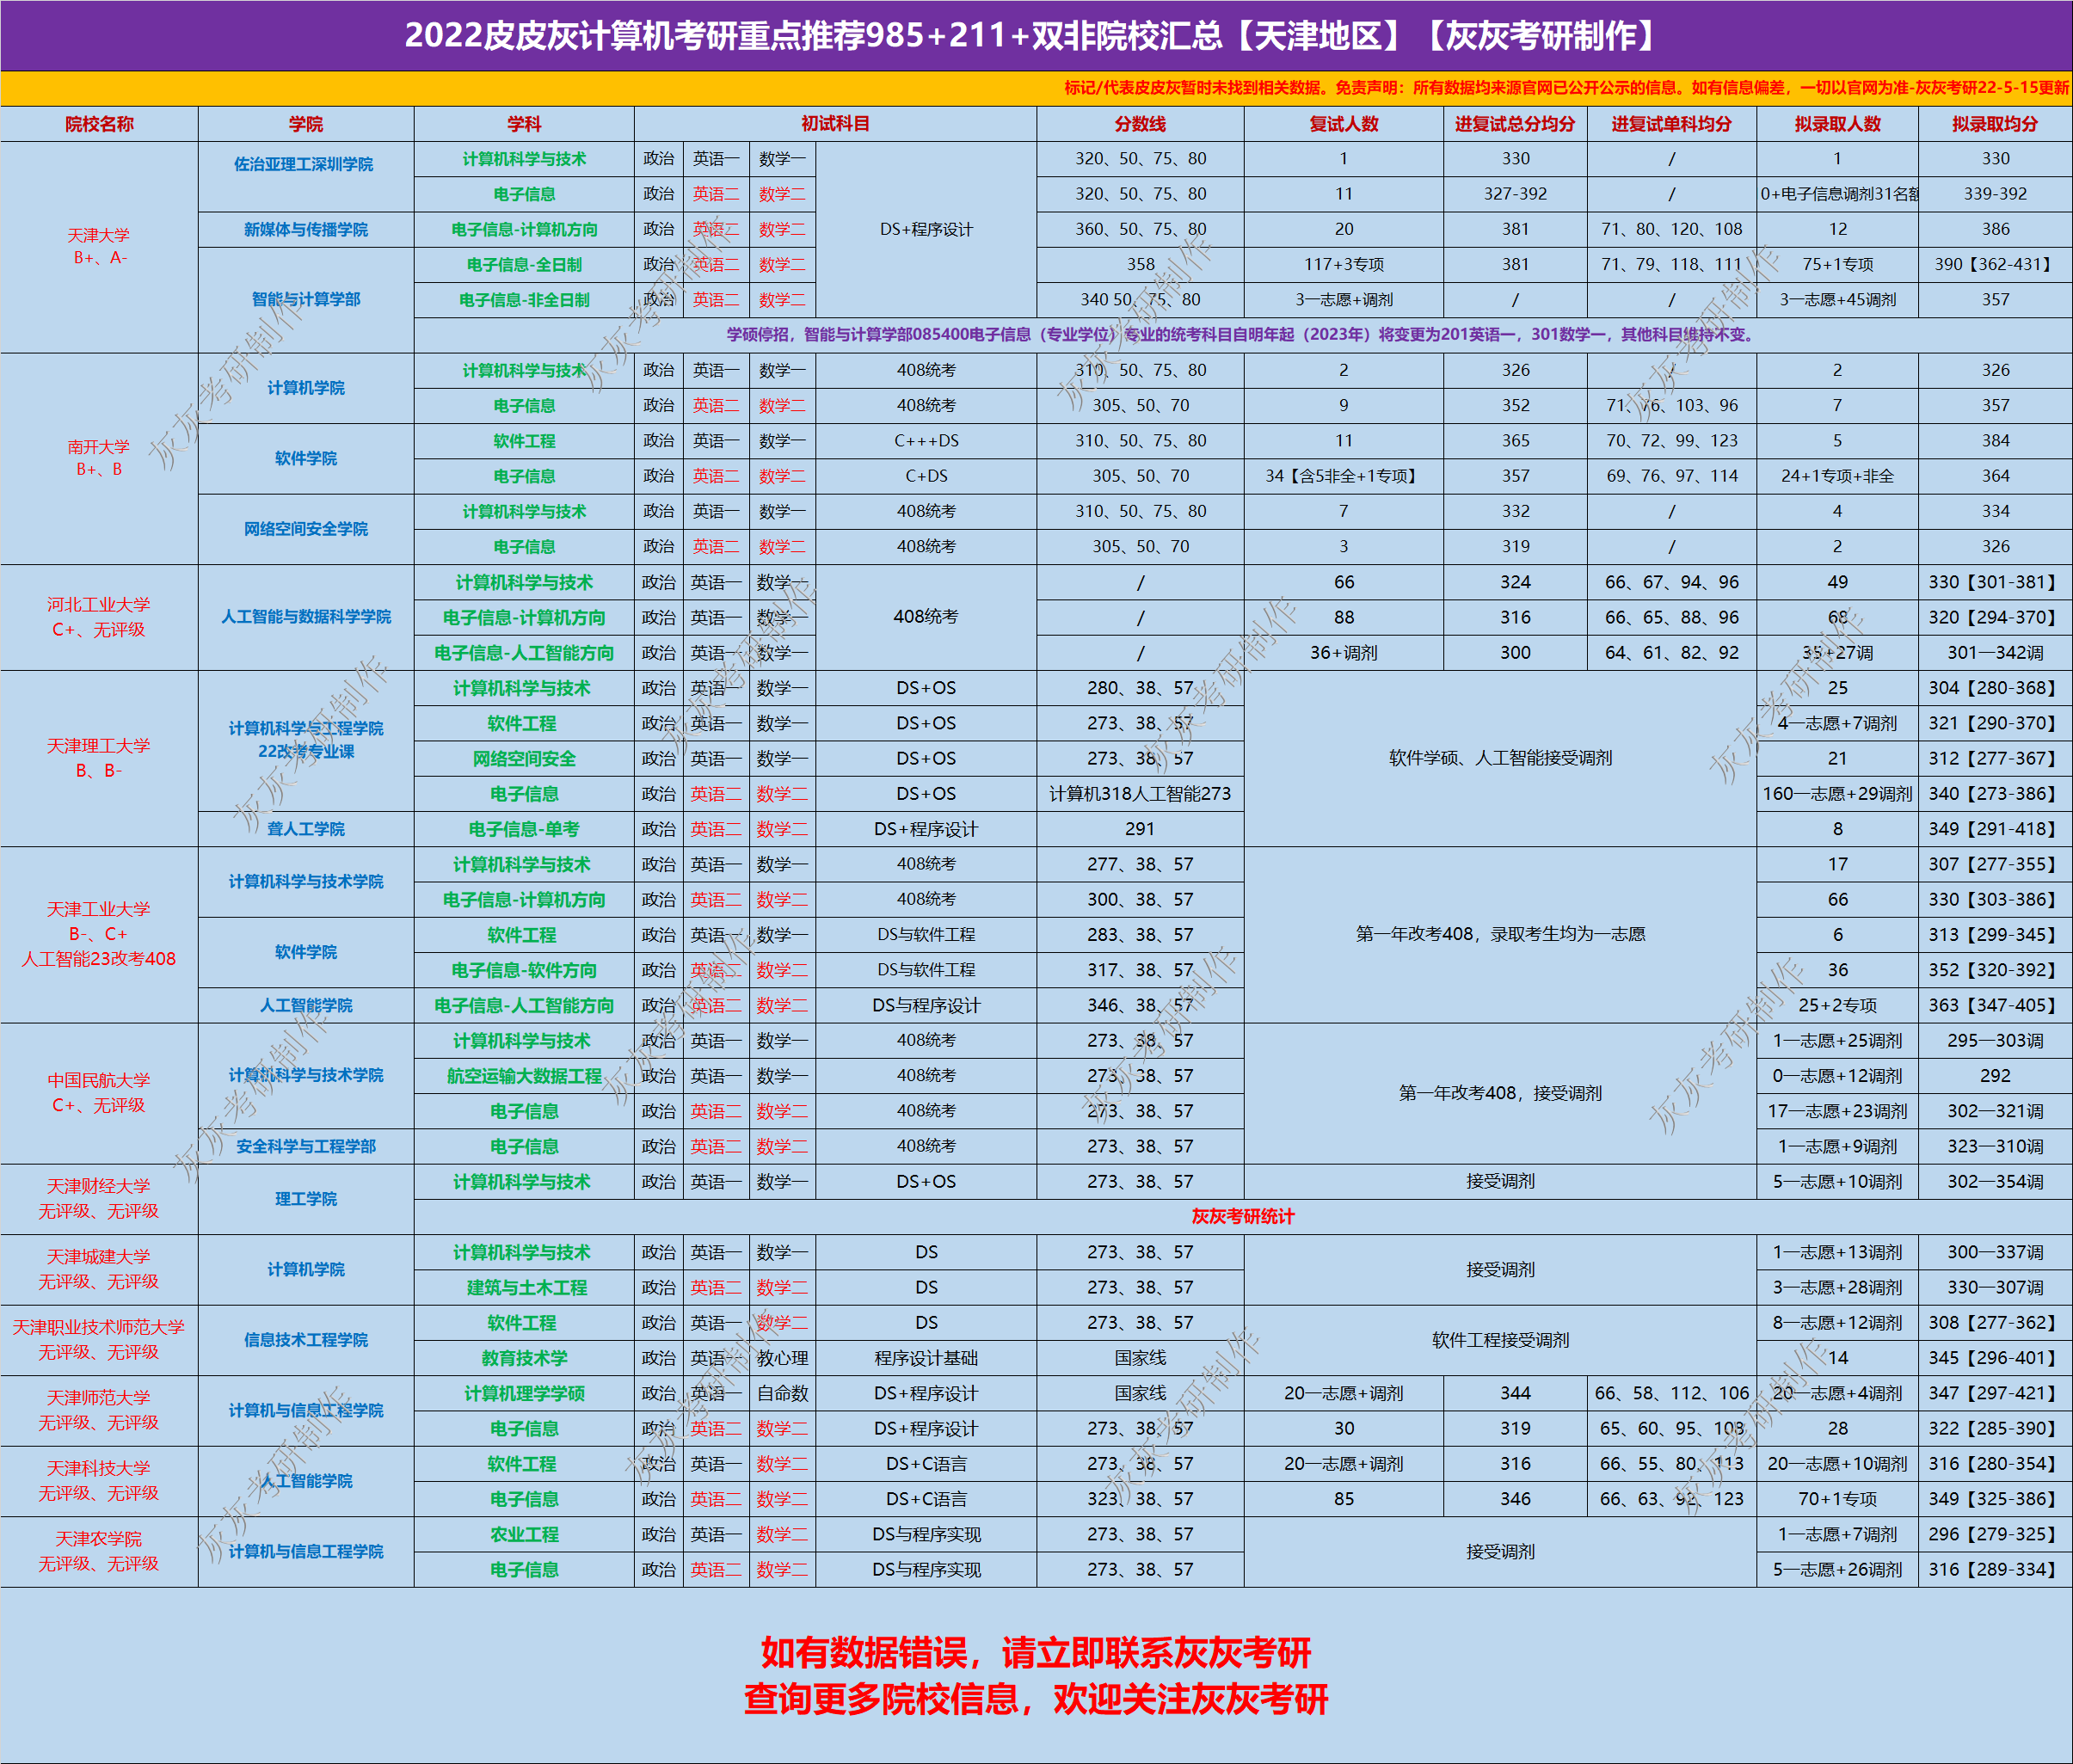 2022皮皮灰计算机考研重点推荐985+211+双非院校汇总【天津地区】【灰灰考研制作】
标记/代表皮皮灰暂时未找到相关数据。免责声明：所有数据均来源官网已公开公示的信息。如有信息偏差，一切以官网为准-灰灰考研22-5-15更新
院校名称 学院 学科 初试科目 分数线 复试人数 进复试总分均分 进复试单科均分 拟录取人数 拟录取均分
天津大学
B+、A-
佐治亚理工深圳学院 计算机科学与技术 政治 英语一 数学一 DS+程序设计 320、50、75、80 1 330 / 1 330
电子信息 政治 英语二 数学二 320、50、75、80 11 327-392 / 0+电子信息调剂31名额 339-392
新媒体与传播学院 电子信息-计算机方向 政治 英语二 数学二 360、50、75、80 20 381 71、80、120、108 12 386
智能与计算学部 电子信息-全日制 政治 英语二 数学二 358 117+3专项 381 71、79、118、111 75+1专项 390【362-431】
电子信息-非全日制 政治 英语二 数学二 340 50、75、80 3一志愿+调剂 / / 3一志愿+45调剂 357
学硕停招，智能与计算学部085400电子信息（专业学位）专业的统考科目自明年起（2023年）将变更为201英语一，301数学一，其他科目维持不变。
南开大学
B+、B
计算机学院 计算机科学与技术 政治 英语一 数学一 408统考 310、50、75、80 2 326 / 2 326
电子信息 政治 英语二 数学二 408统考 305、50、70 9 352 71、76、103、96 7 357
软件学院 软件工程 政治 英语一 数学一 C+++DS 310、50、75、80 11 365 70、72、99、123 5 384
电子信息 政治 英语二 数学二 C+DS 305、50、70 34【含5非全+1专项】 357 69、76、97、114 24+1专项+非全 364
网络空间安全学院 计算机科学与技术 政治 英语一 数学一 408统考 310、50、75、80 7 332 / 4 334
电子信息 政治 英语二 数学二 408统考 305、50、70 3 319 / 2 326
河北工业大学
C+、无评级
人工智能与数据科学学院 计算机科学与技术 政治 英语一 数学一 408统考 / 66 324 66、67、94、96 49 330【301-381】
电子信息-计算机方向 政治 英语一 数学一 / 88 316 66、65、88、96 68 320【294-370】
电子信息-人工智能方向 政治 英语一 数学一 / 36+调剂 300 64、61、82、92 35+27调 301—342调
天津理工大学
B、B-
计算机科学与工程学院
22改考专业课
计算机科学与技术 政治 英语一 数学一 DS+OS 280、38、57 软件学硕、人工智能接受调剂 25 304【280-368】
软件工程 政治 英语一 数学一 DS+OS 273、38、57 4一志愿+7调剂 321【290-370】
网络空间安全 政治 英语一 数学一 DS+OS 273、38、57 21 312【277-367】
电子信息 政治 英语二 数学二 DS+OS 计算机318人工智能273 160一志愿+29调剂 340【273-386】
聋人工学院 电子信息-单考 政治 英语二 数学二 DS+程序设计 291 8 349【291-418】
天津工业大学
B-、C+
人工智能23改考408
计算机科学与技术学院 计算机科学与技术 政治 英语一 数学一 408统考 277、38、57 第一年改考408，录取考生均为一志愿 17 307【277-355】
电子信息-计算机方向 政治 英语二 数学二 408统考 300、38、57 66 330【303-386】
软件学院 软件工程 政治 英语一 数学一 DS与软件工程 283、38、57 6 313【299-345】
电子信息-软件方向 政治 英语二 数学二 DS与软件工程 317、38、57 36 352【320-392】
人工智能学院 电子信息-人工智能方向 政治 英语二 数学二 DS与程序设计 346、38、57 25+2专项 363【347-405】
中国民航大学
C+、无评级
计算机科学与技术学院 计算机科学与技术 政治 英语一 数学一 408统考 273、38、57 第一年改考408，接受调剂 1一志愿+25调剂 295—303调
航空运输大数据工程 政治 英语一 数学一 408统考 273、38、57 0一志愿+12调剂 292
电子信息 政治 英语二 数学二 408统考 273、38、57 17一志愿+23调剂 302—321调
安全科学与工程学部 电子信息 政治 英语二 数学二 408统考 273、38、57 1一志愿+9调剂 323—310调
天津财经大学
无评级、无评级
理工学院 计算机科学与技术 政治 英语一 数学一 DS+OS 273、38、57 接受调剂 5一志愿+10调剂 302—354调
灰灰考研统计
天津城建大学
无评级、无评级
计算机学院 计算机科学与技术 政治 英语一 数学一 DS 273、38、57 接受调剂 1一志愿+13调剂 300—337调
建筑与土木工程 政治 英语二 数学二 DS 273、38、57 3一志愿+28调剂 330—307调
天津职业技术师范大学
无评级、无评级
信息技术工程学院 软件工程 政治 英语一 数学二 DS 273、38、57 软件工程接受调剂 8一志愿+12调剂 308【277-362】
教育技术学 政治 英语一 教心理 程序设计基础 国家线 14 345【296-401】
天津师范大学
无评级、无评级
计算机与信息工程学院 计算机理学学硕 政治 英语一 自命数 DS+程序设计 国家线 20一志愿+调剂 344 66、58、112、106 20一志愿+4调剂 347【297-421】
电子信息 政治 英语二 数学二 DS+程序设计 273、38、57 30 319 65、60、95、108 28 322【285-390】
天津科技大学
无评级、无评级
人工智能学院 软件工程 政治 英语一 数学二 DS+C语言 273、38、57 20一志愿+调剂 316 66、55、80、113 20一志愿+10调剂 316【280-354】
电子信息 政治 英语二 数学二 DS+C语言 323、38、57 85 346 66、63、92、123 70+1专项 349【325-386】
天津农学院
无评级、无评级
计算机与信息工程学院 农业工程 政治 英语一 数学二 DS与程序实现 273、38、57 接受调剂 1一志愿+7调剂 296【279-325】
电子信息 政治 英语二 数学二 DS与程序实现 273、38、57 5一志愿+26调剂 316【289-334】
如有数据错误，请立即联系灰灰考研
查询更多院校信息，欢迎关注灰灰考研